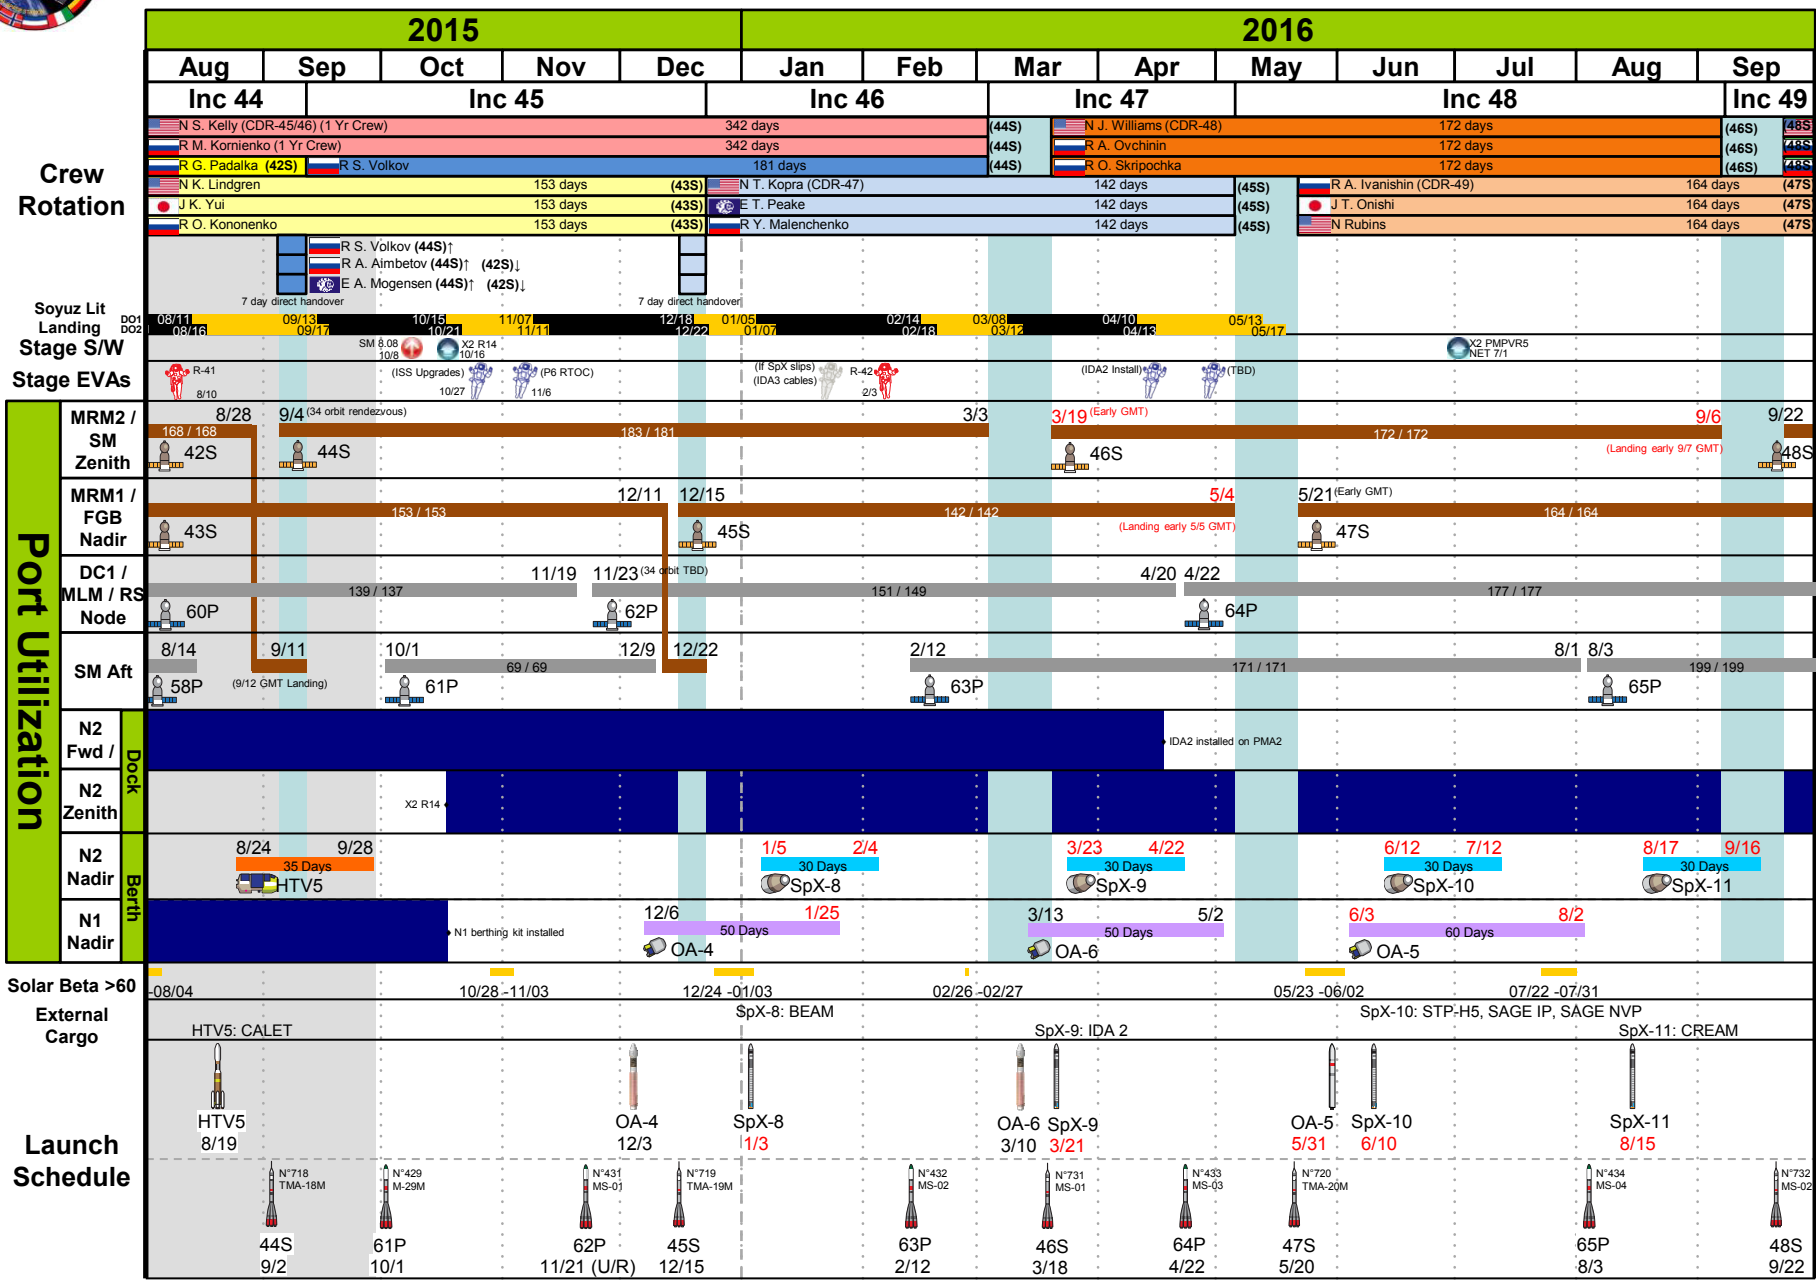 2015 2016
Aug Sep Oct Nov Dec Jan Feb Mar Apr May Jun Jul Aug Sep
Inc 44 Inc 45 Inc 46 Inc 47 Inc 48 Inc 49
Crew Rotation
N S. Kelly (CDR-45/46) (1 Yr Crew) 342 days (44S) N J. Williams (CDR-48) 172 days (46S) (48S
R M. Kornienko (1 Yr Crew) 342 days (44S) R A. Ovchinin 172 days (46S) (48S
R G. Padalka (42S) R S. Volkov 181 days (44S) R O. Skripochka 172 days (46S) (48S
N K. Lindgren 153 days (43S) N T. Kopra (CDR-47) 142 days (45S) R A. Ivanishin (CDR-49) 164 days (47S)
J K. Yui 153 days (43S) E T. Peake 142 days (45S) J T. Onishi 164 days (47S)
R O. Kononenko 153 days (43S) R Y. Malenchenko 142 days (45S) N Rubins 164 days (47S)
R S. Volkov (44S)↑
R A. Aimbetov (44S)↑ (42S)↓
E A. Mogensen (44S)↑ (42S)↓
7 day direct handover 7 day direct handover
Soyuz Lit Landing
DO1 08/11 09/13 10/15 11/07 12/18 01/05 02/14 03/08 04/10 05/13
DO2 08/16 09/17 10/21 11/11 12/22 01/07 02/18 03/12 04/13 05/17
Stage S/W
SM 8.08 10/8 X2 R14 10/16 X2 PMPVR5 NET 7/1
Stage EVAs
R-41 8/10 (ISS Upgrades) 10/27 (P6 RTOC) 11/6 (If SpX slips) (IDA3 cables) R-42 2/3 (IDA2 Install) (TBD)
Port Utilization
MRM2 / SM Zenith
8/28 9/4 (34 orbit rendezvous) 3/3 3/19 (Early GMT) 9/6 9/22
168 / 168 183 / 181 172 / 172
42S 44S 46S (Landing early 9/7 GMT) 48S
MRM1 / FGB Nadir
12/11 12/15 5/4 5/21 (Early GMT)
153 / 153 142 / 142 164 / 164
43S 45S (Landing early 5/5 GMT) 47S
DC1 / MLM / RS Node
11/19 11/23 (34 orbit TBD) 4/20 4/22
139 / 137 151 / 149 177 / 177
60P 62P 64P
SM Aft
8/14 9/11 10/1 12/9 12/22 2/12 8/1 8/3
69 / 69 171 / 171 199 / 199
58P (9/12 GMT Landing) 61P 63P 65P
Dock
N2 Fwd /
IDA2 installed on PMA2
N2 Zenith
X2 R14
Berth
N2 Nadir
8/24 9/28 1/5 2/4 3/23 4/22 6/12 7/12 8/17 9/16
35 Days 30 Days 30 Days 30 Days 30 Days
HTV5 SpX-8 SpX-9 SpX-10 SpX-11
N1 Nadir
N1 berthing kit installed
12/6 1/25 3/13 5/2 6/3 8/2
50 Days 50 Days 60 Days
OA-4 OA-6 OA-5
Solar Beta >60
-08/04 10/28 -11/03 12/24 -01/03 02/26 -02/27 05/23 -06/02 07/22 -07/31
External Cargo
SpX-8: BEAM SpX-10: STP-H5, SAGE IP, SAGE NVP
HTV5: CALET SpX-9: IDA 2 SpX-11: CREAM
Launch Schedule
HTV5 OA-4 SpX-8 OA-6 SpX-9 OA-5 SpX-10 SpX-11
8/19 12/3 1/3 3/10 3/21 5/31 6/10 8/15
N°718 N°429 N°431 N°719 N°432 N°731 N°433 N°720 N°434 N°732
TMA-18M M-29M MS-01 TMA-19M MS-02 MS-01 MS-03 TMA-20M MS-04 MS-02
44S 61P 62P 45S 63P 46S 64P 47S 65P 48S
9/2 10/1 11/21 (U/R) 12/15 2/12 3/18 4/22 5/20 8/3 9/22